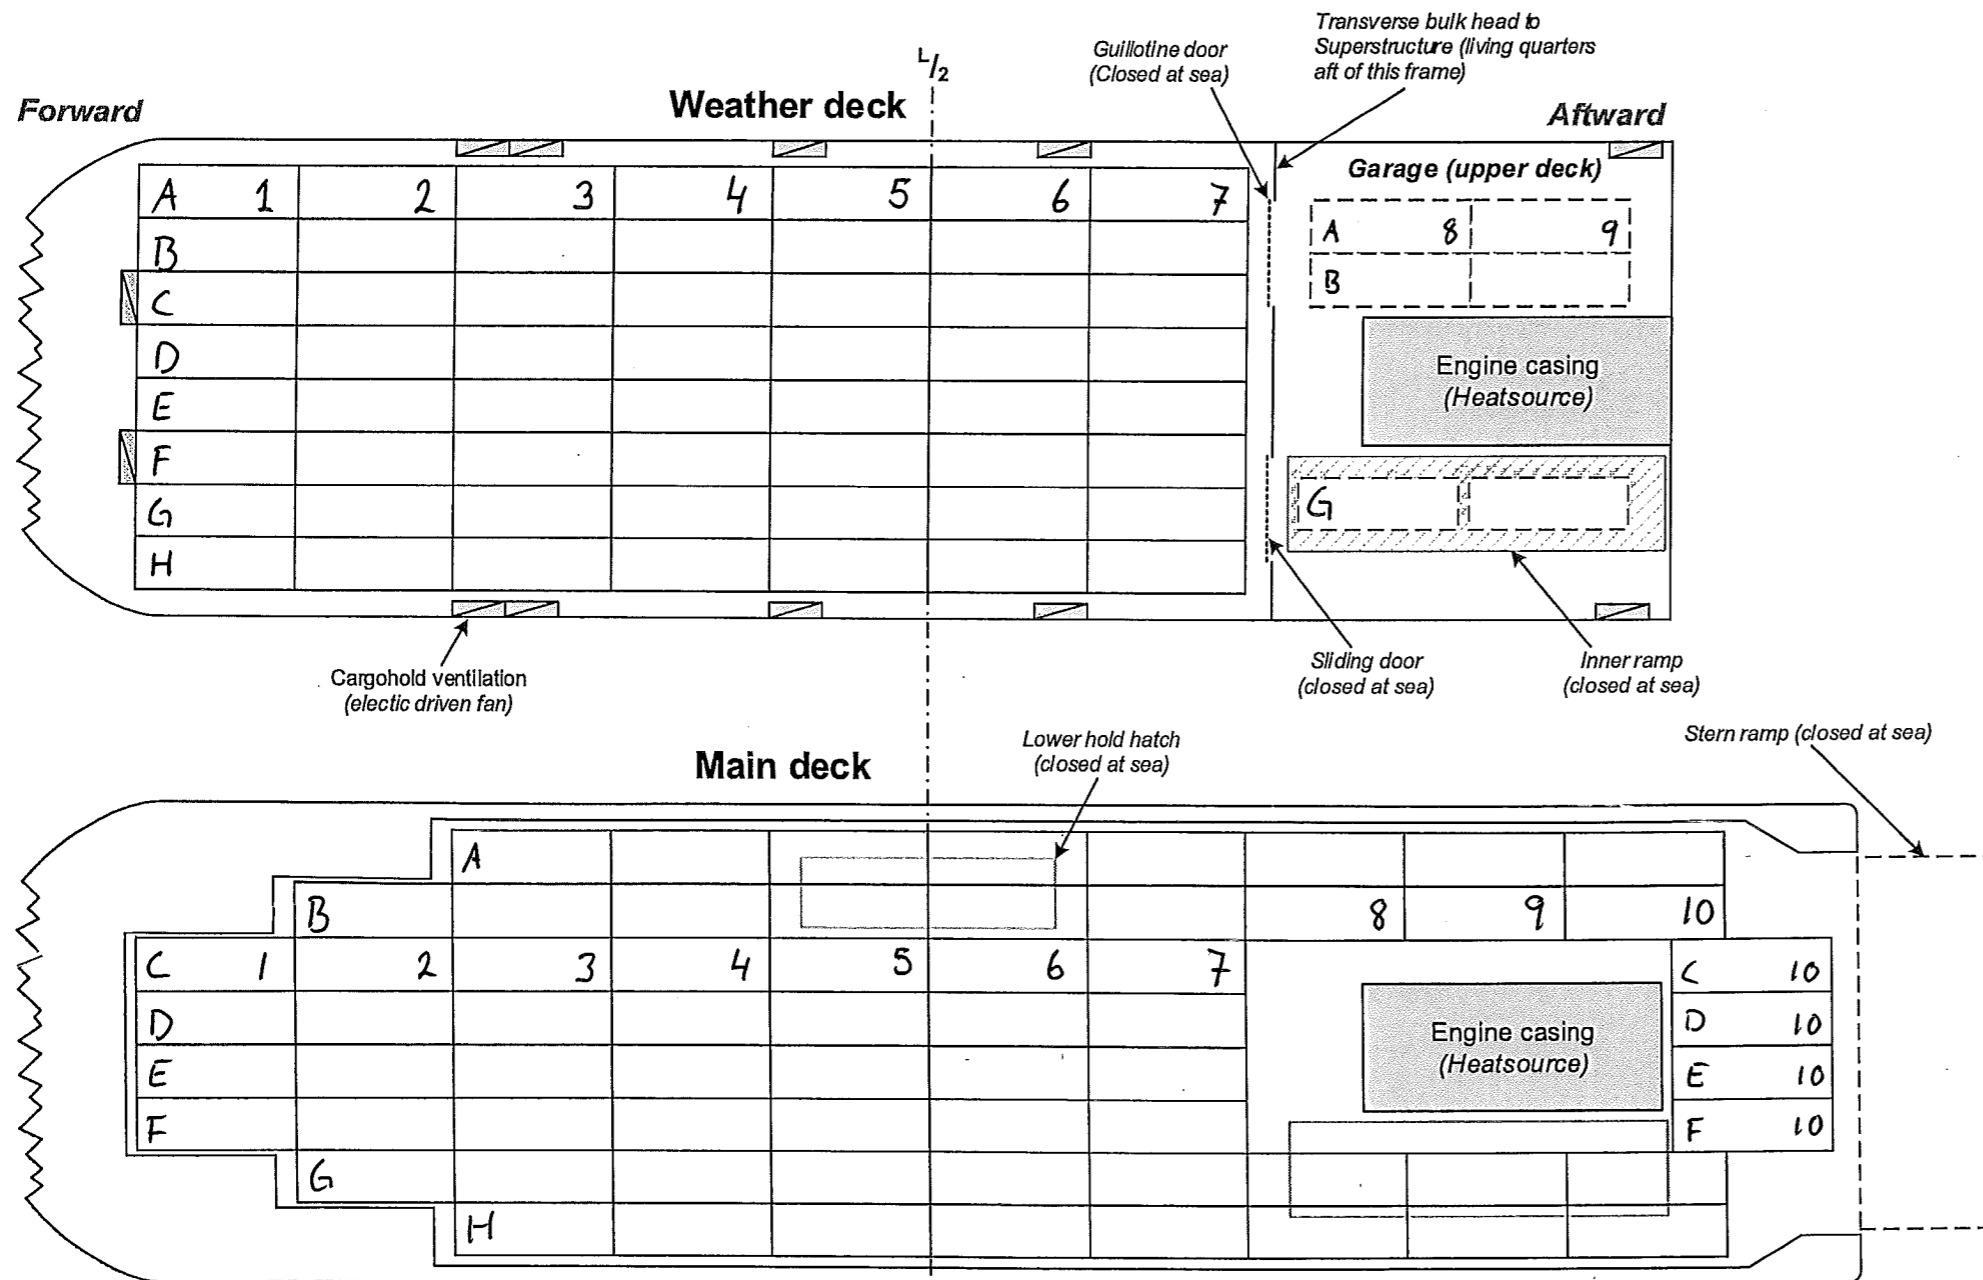 Transverse bulk head to
Superstructure (living quarters
aft of this frame)
Guillotine door
(Closed at sea)
L/2
Weather deck
Forward
Aftward
Garage (upper deck)
A 1 2 3 4 5 6 7
A 8 9
B
B
C
D
E
F
G
H
Engine casing
(Heatsource)
G
Cargohold ventilation
(electic driven fan)
Sliding door
(closed at sea)
Inner ramp
(closed at sea)
Main deck
Lower hold hatch
(closed at sea)
Stern ramp (closed at sea)
A
B 8 9 10
C 1 2 3 4 5 6 7
C 10
D
D 10
E
E 10
F
F 10
Engine casing
(Heatsource)
G
H